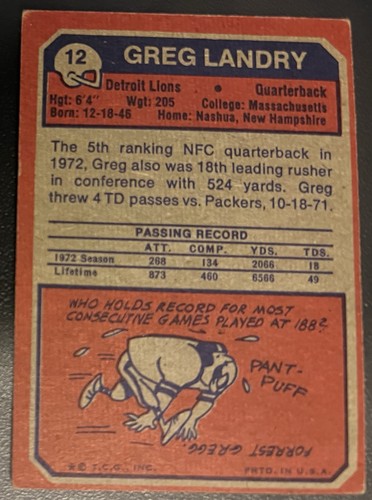 12 GREG LANDRY
Detroit Lions • Quarterback
Hgt: 6'4" Wgt: 205 College: Massachusetts
Born: 12-18-46 Home: Nashua, New Hampshire
The 5th ranking NFC quarterback in
1972, Greg also was 18th leading rusher
in conference with 524 yards. Greg
threw 4 TD passes vs. Packers, 10-18-71.
PASSING RECORD
ATT. COMP. YDS. TDS.
1972 Season 268 134 2066 18
Lifetime 873 460 6566 49
WHO HOLDS RECORD FOR MOST
CONSECUTIVE GAMES PLAYED AT 188?
PANT-
PUFF
FORREST GREGG.
© T.C.G., INC. PRTD. IN U.S.A.